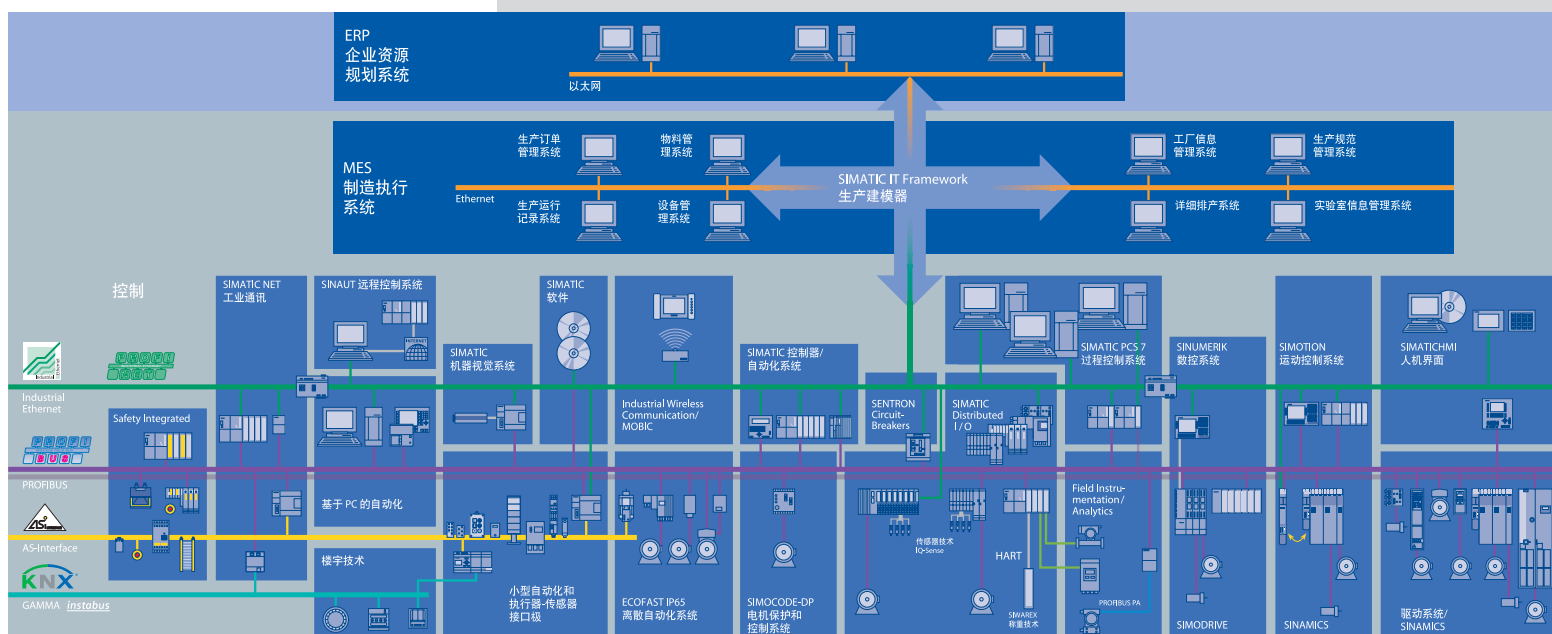 ERP
企业资源
规划系统
以太网
MES
制造执行
系统
生产订单
管理系统
物料管
理系统
工厂信息
管理系统
生产规范
管理系统
Ethernet
SIMATIC IT Framework
生产建模器
生产运行
记录系统
设备管
理系统
详细排产系统
实验室信息管理系统
控制
SIMATIC NET
工业通讯
SINAUT 远程控制系统
INTERNET
SIMATIC
软件
SIMATIC
机器视觉系统
SIMATIC 控制器/
自动化系统
SIMATIC PCS 7
过程控制系统
SINUMERIK
数控系统
SIMOTION
运动控制系统
SIMATICHMI
人机界面
Industrial
Ethernet
PROFI
NET
Industrial
Ethernet
Safety Integrated
Industrial Wireless
Communication/
MOBIC
SENTRON
Circuit-
Breakers
SIMATIC
Distributed
I/O
PROFI
BUS
PROFIBUS
基于 PC 的自动化
Field Instru-
mentation/
Analytics
ASi
AS-Interface
传感器技术
IQ-Sense
HART
楼宇技术
KNX
GAMMA instabus
小型自动化和
执行器-传感器
接口极
ECOFAST IP65
离散自动化系统
SIMOCODE-DP
电机保护和
控制系统
SIWAREX
称重技术
PROFIBUS PA
SIMODRIVE
SINAMICS
驱动系统/
SINAMICS